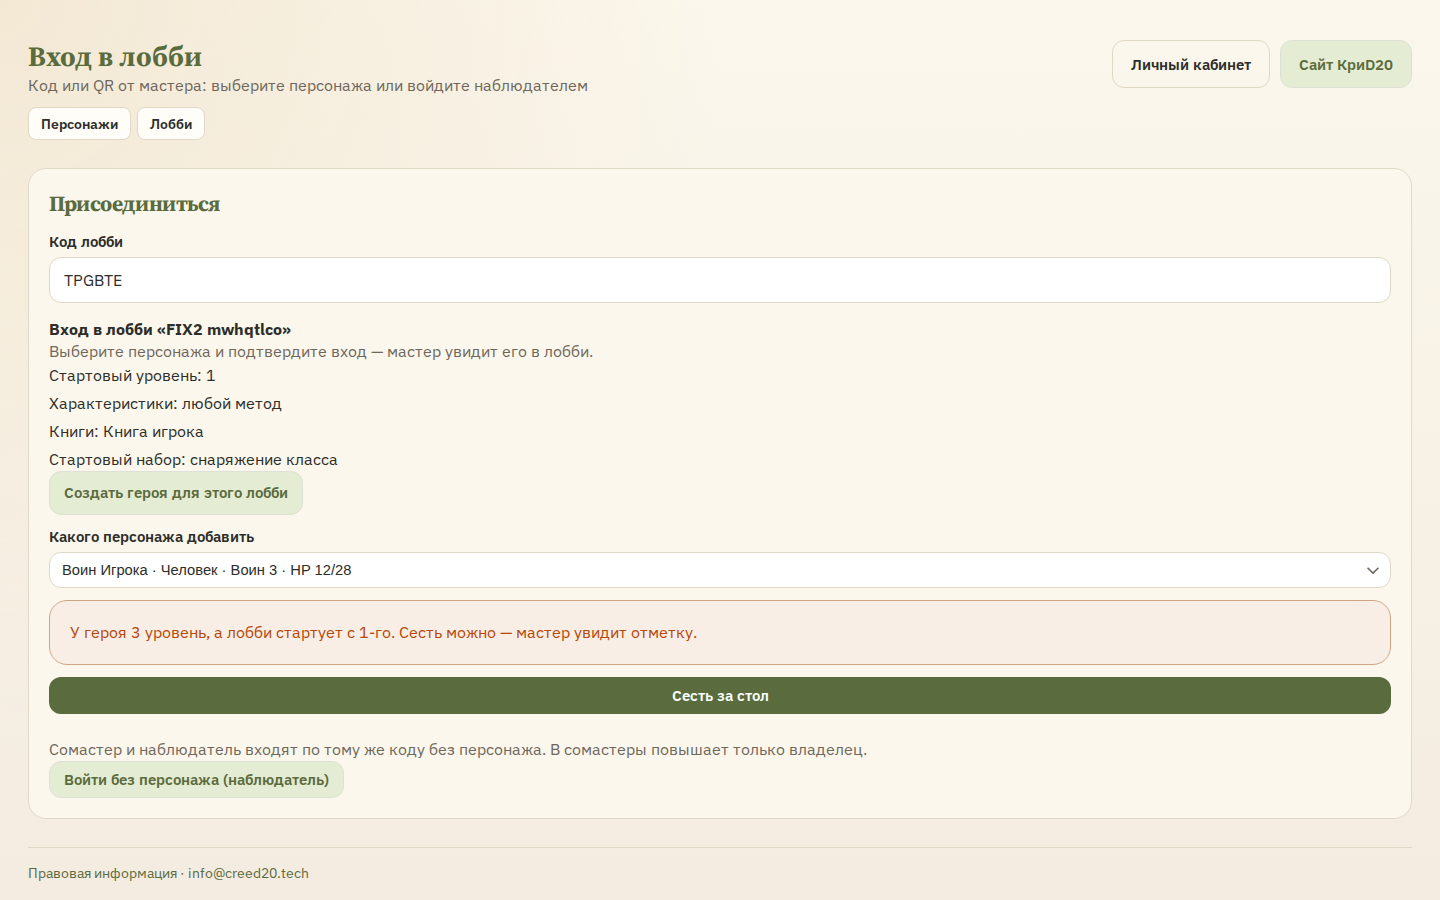 Вход в лобби
Код или QR от мастера: выберите персонажа или войдите наблюдателем
Личный кабинет
Сайт КриD20
Персонажи
Лобби
Присоединиться
Код лобби
TPGBTE
Вход в лобби «FIX2 mwhqtlco»
Выберите персонажа и подтвердите вход — мастер увидит его в лобби.
Стартовый уровень: 1
Характеристики: любой метод
Книги: Книга игрока
Стартовый набор: снаряжение класса
Создать героя для этого лобби
Какого персонажа добавить
Воин Игрока · Человек · Воин 3 · HP 12/28
У героя 3 уровень, а лобби стартует с 1-го. Сесть можно — мастер увидит отметку.
Сесть за стол
Сомастер и наблюдатель входят по тому же коду без персонажа. В сомастеры повышает только владелец.
Войти без персонажа (наблюдатель)
Правовая информация · info@creed20.tech